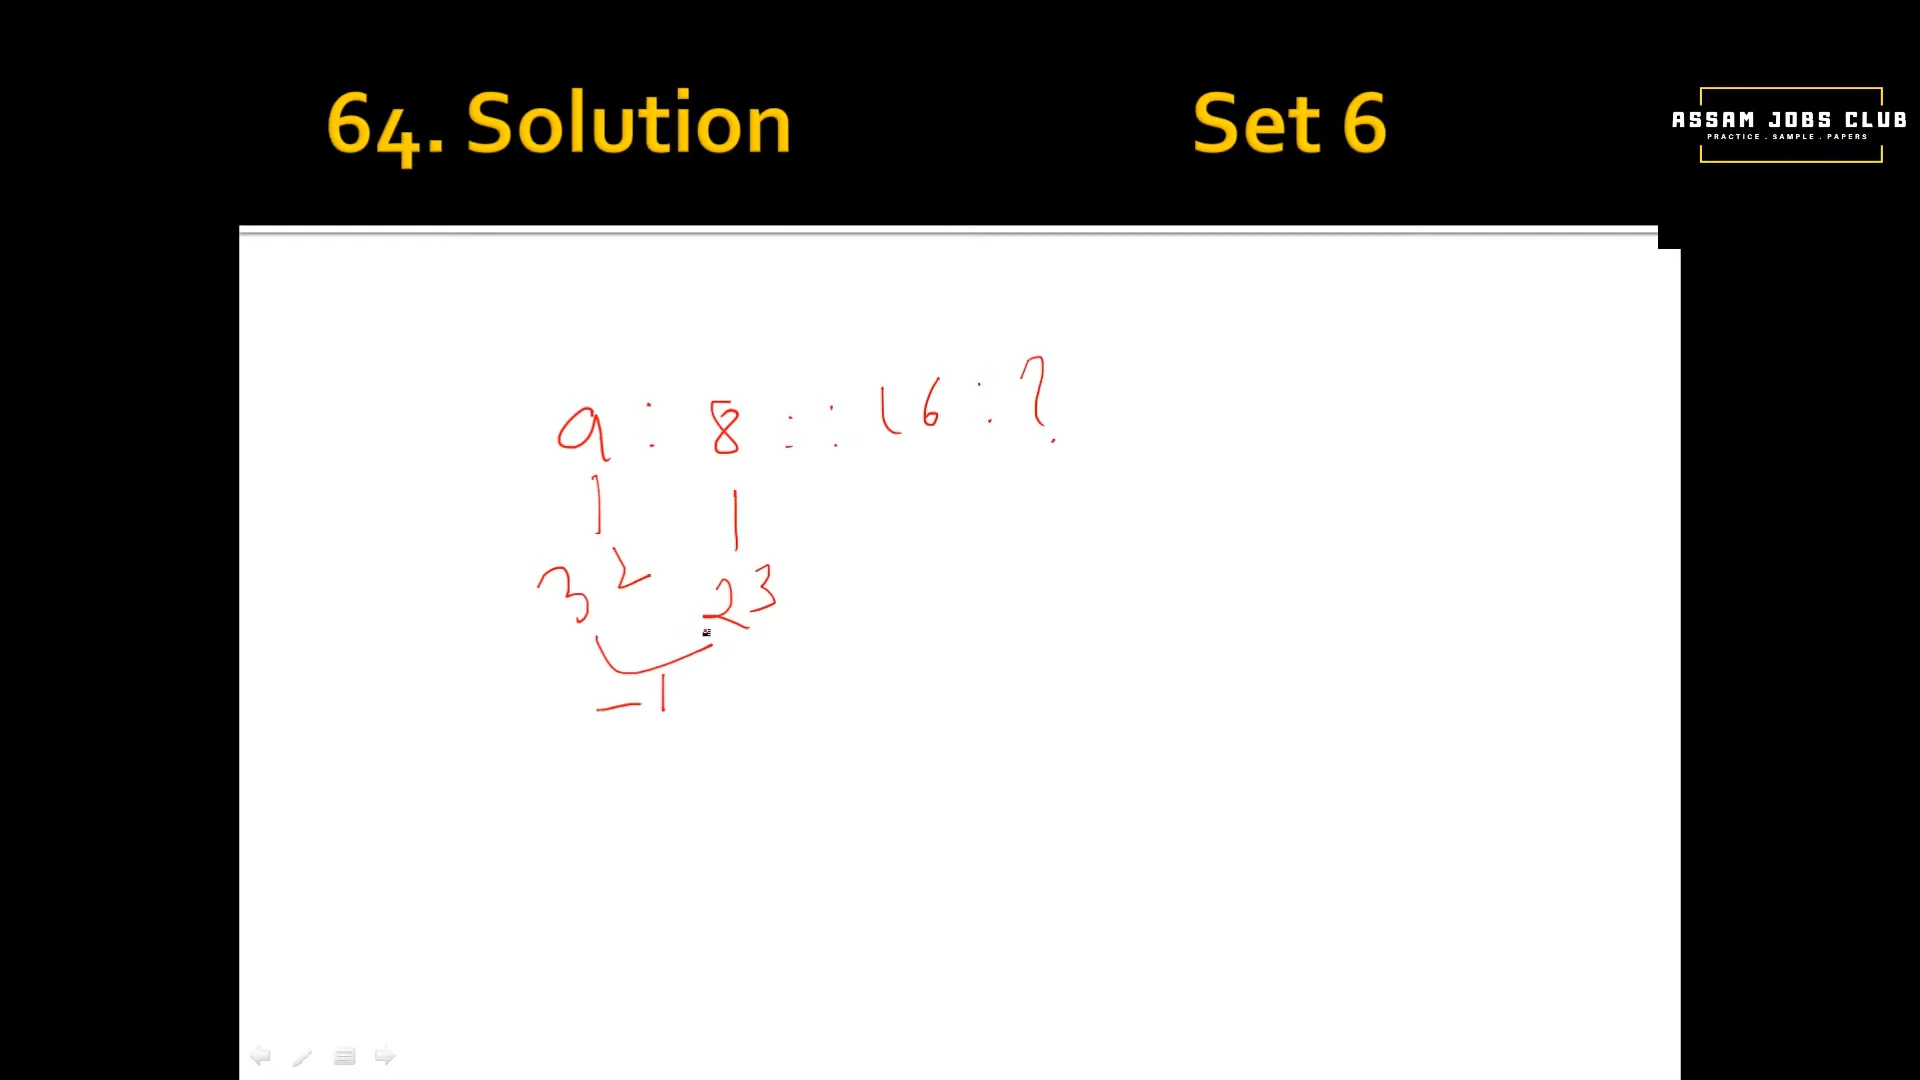 64. Solution
Set 6
ASSAM JOBS CLUB
PRACTICE . SAMPLE . PAPERS
9 : 8 :: 16 : ?
3² 2³
-1